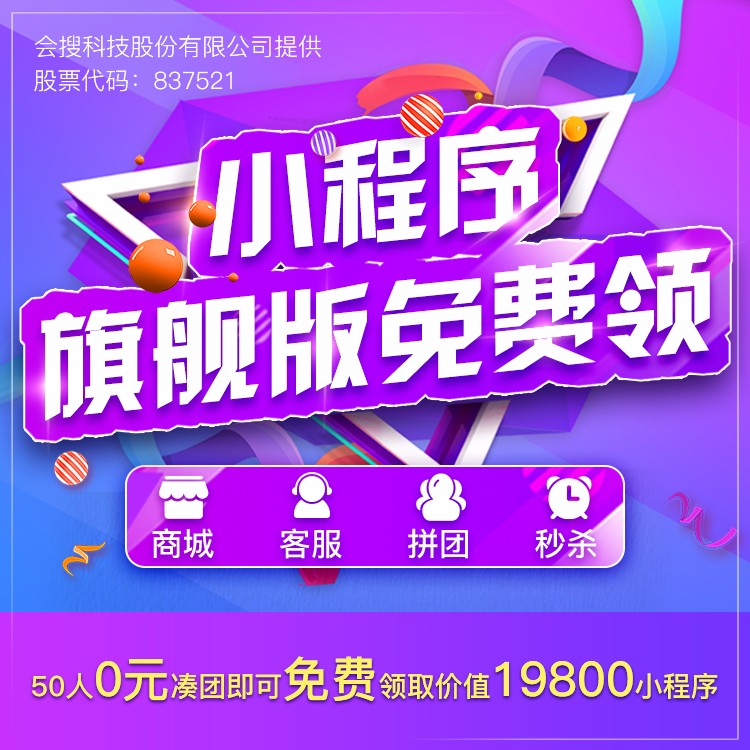 会搜科技股份有限公司提供
股票代码：837521
小程序
旗舰版免费领
商城 客服 拼团 秒杀
50人0元凑团即可免费领取价值19800小程序